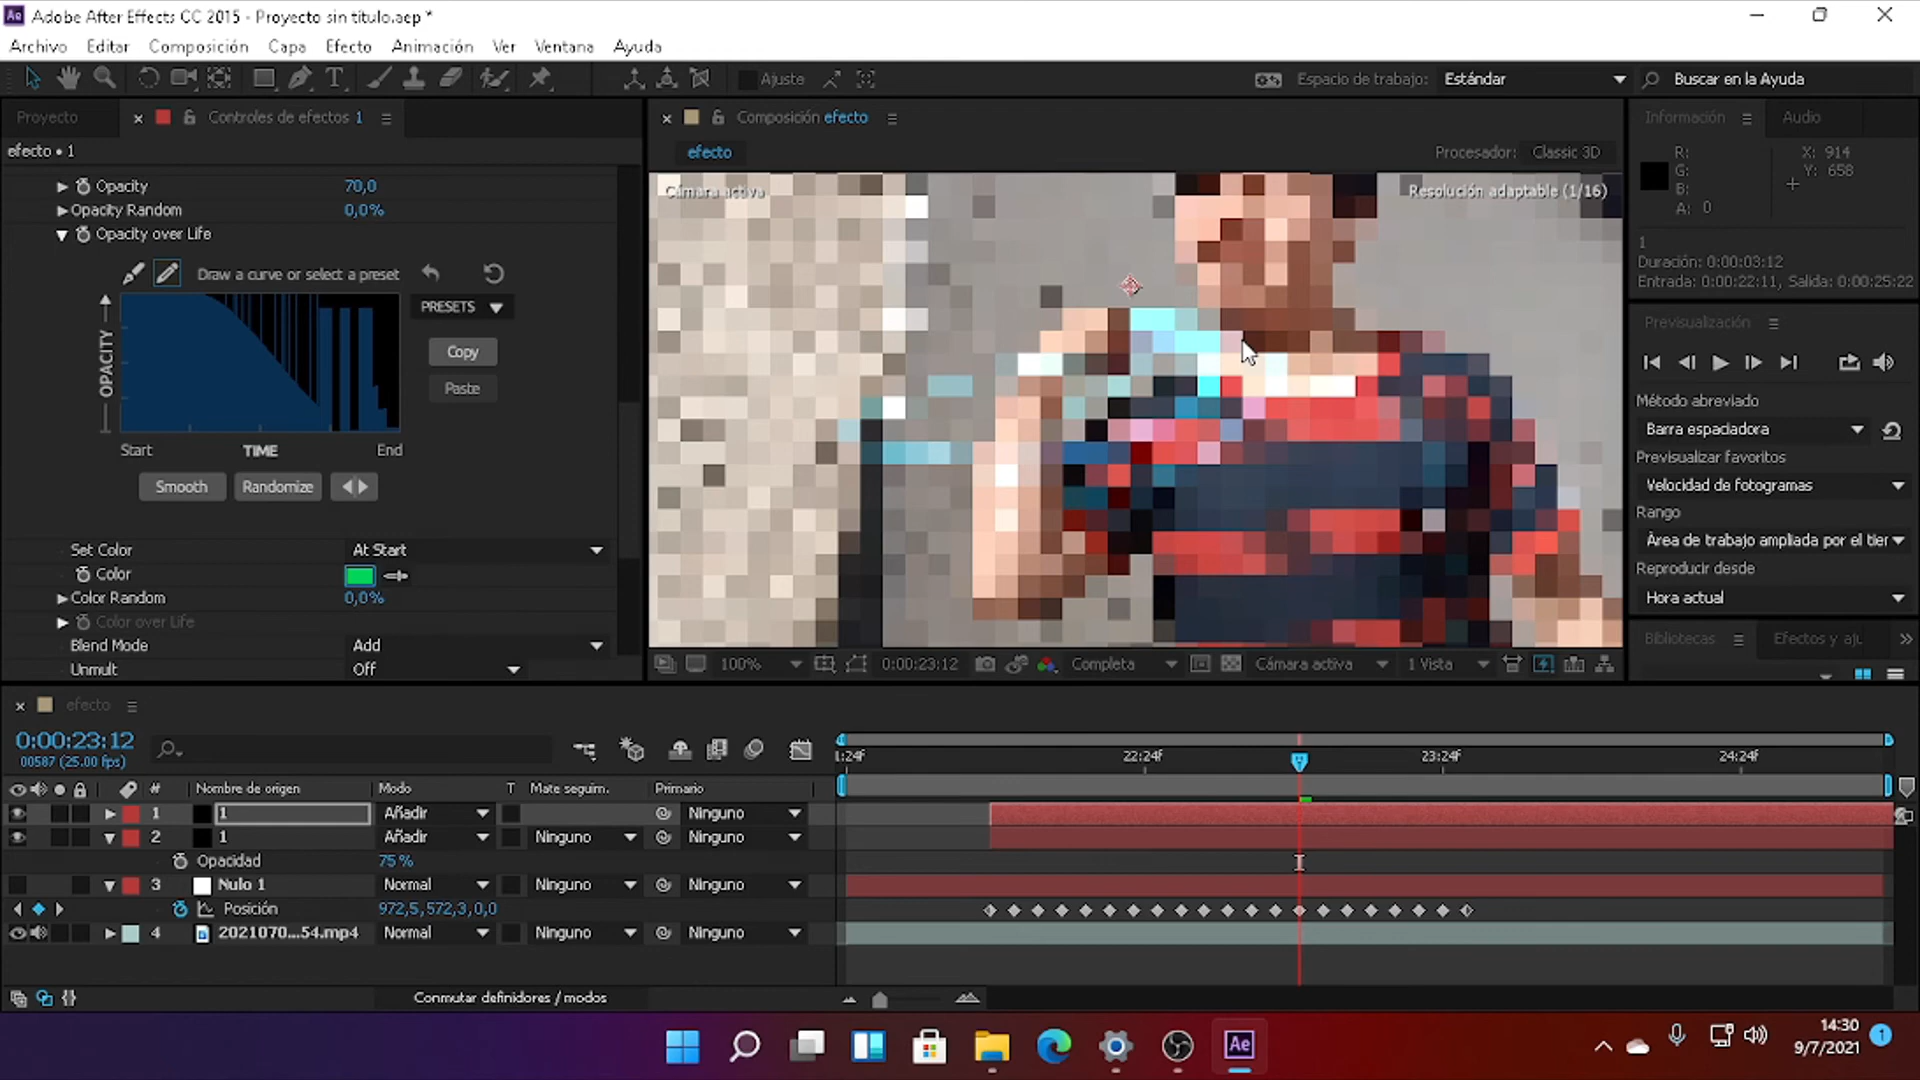 Ae Adobe After Effects CC 2015 - Proyecto sin título.aep *
Archivo Editar Composición Capa Efecto Animación Ver Ventana Ayuda
Ajuste Espacio de trabajo: Estándar Buscar en la Ayuda
Proyecto Controles de efectos 1 Composición efecto Información Audio
efecto • 1 efecto Procesador: Classic 3D
R: G: B: A: 0 X: 914 Y: 658
Opacity 70,0
Opacity Random 0,0%
Opacity over Life
Cámara activa Resolución adaptable (1/16)
1
Duración: 0:00:03:12
Entrada: 0:00:22:11, Salida: 0:00:25:22
Draw a curve or select a preset
PRESETS
Copy
Paste
OPACITY
Start TIME End
Smooth Randomize
Previsualización
Método abreviado
Barra espaciadora
Previsualizar favoritos
Velocidad de fotogramas
Rango
Área de trabajo ampliada por el tier
Reproducir desde
Hora actual
Bibliotecas Efectos y aju
Set Color At Start
Color
Color Random 0,0%
Color over Life
Blend Mode Add
Unmult Off
100% 0:00:23:12 Completa Cámara activa 1 Vista
efecto
0:00:23:12
00587 (25.00 fps)
1:24f 22:24f 23:24f 24:24f
# Nombre de origen Modo T Mate seguim. Primario
1 1 Añadir Ninguno
2 1 Añadir Ninguno Ninguno
Opacidad 75 %
3 Nulo 1 Normal Ninguno Ninguno
Posición 972,5,572,3,0,0
4 2021070...54.mp4 Normal Ninguno Ninguno
Conmutar definidores / modos
Ae
14:30
9/7/2021
1